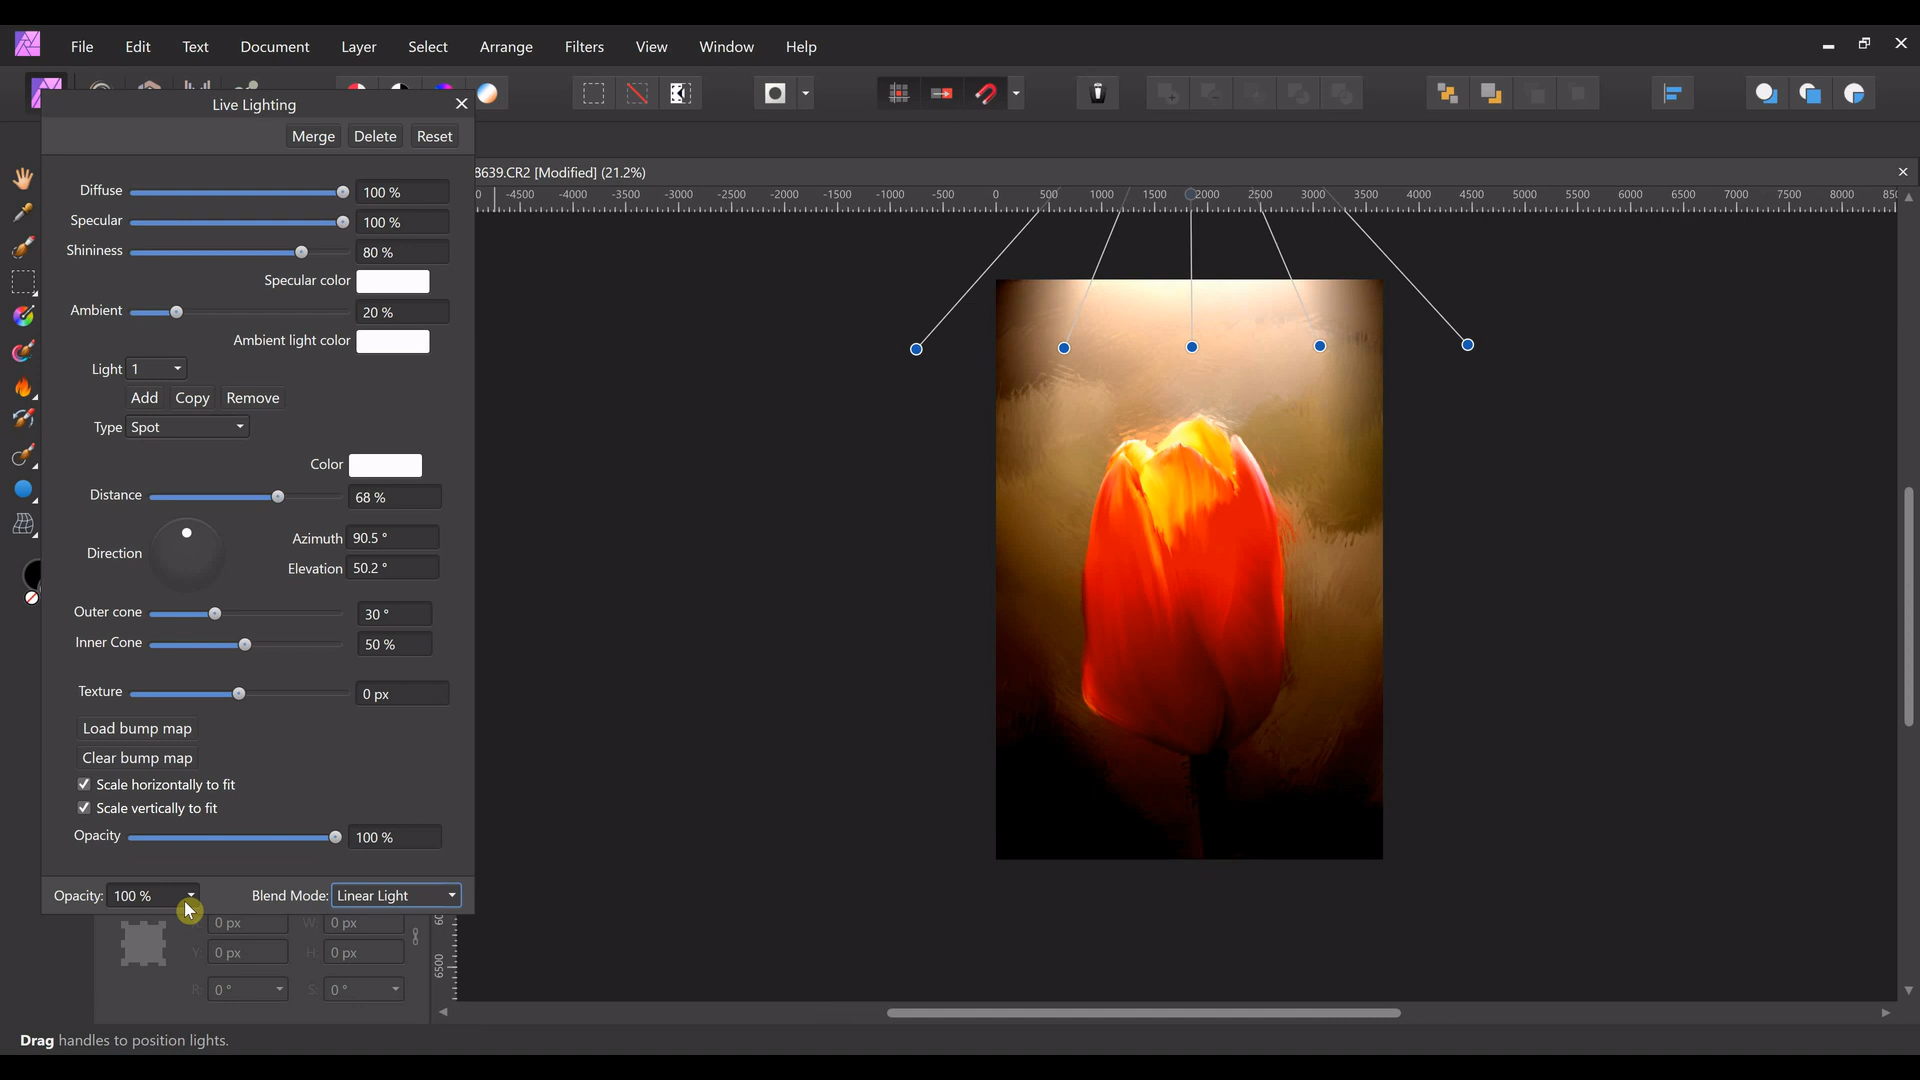 File Edit Text Document Layer Select Arrange Filters View Window Help
Live Lighting
Merge Delete Reset
8639.CR2 [Modified] (21.2%)
0 -4500 -4000 -3500 -3000 -2500 -2000 -1500 -1000 -500 0 500 1000 1500 2000 2500 3000 3500 4000 4500 5000 5500 6000 6500 7000 7500 8000
Diffuse 100 %
Specular 100 %
Shininess 80 %
Specular color
Ambient 20 %
Ambient light color
Light 1
Add Copy Remove
Type Spot
Color
Distance 68 %
Direction
Azimuth 90.5 °
Elevation 50.2 °
Outer cone 30 °
Inner Cone 50 %
Texture 0 px
Load bump map
Clear bump map
Scale horizontally to fit
Scale vertically to fit
Opacity 100 %
Opacity: 100 % Blend Mode: Linear Light
0 px W: 0 px
Y: 0 px H: 0 px
R: 0 ° S: 0 °
6500
Drag handles to position lights.